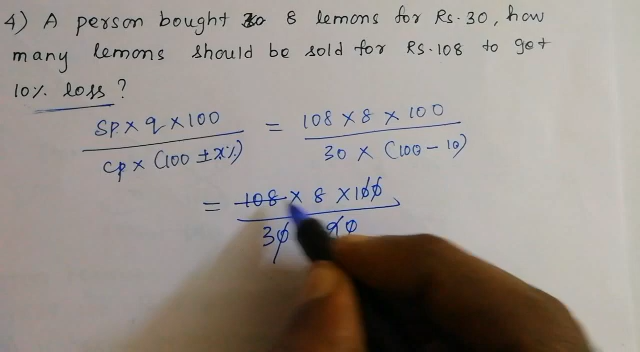 4) A person bought 8 lemons for Rs.30, how
many lemons should be sold for Rs.108 to get
10% loss ?
SP x q x 100 / CP x (100 ± x%) = 108 x 8 x 100 / 30 x (100 - 10)
= 108 x 8 x 100 / 30 90